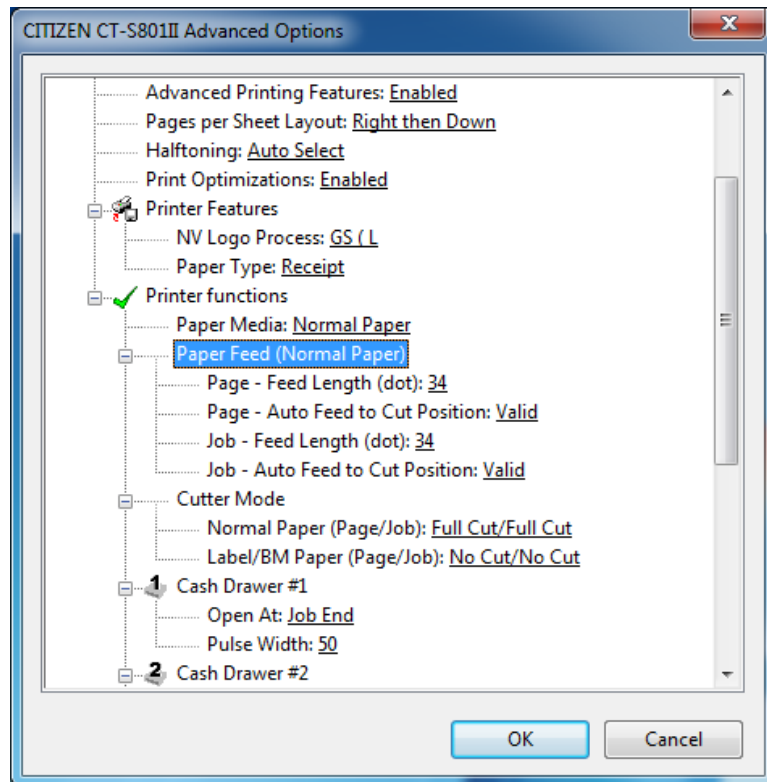 CITIZEN CT-S801II Advanced Options
Advanced Printing Features: Enabled
Pages per Sheet Layout: Right then Down
Halftoning: Auto Select
Print Optimizations: Enabled
Printer Features
NV Logo Process: GS ( L
Paper Type: Receipt
Printer functions
Paper Media: Normal Paper
Paper Feed (Normal Paper)
Page - Feed Length (dot): 34
Page - Auto Feed to Cut Position: Valid
Job - Feed Length (dot): 34
Job - Auto Feed to Cut Position: Valid
Cutter Mode
Normal Paper (Page/Job): Full Cut/Full Cut
Label/BM Paper (Page/Job): No Cut/No Cut
1 Cash Drawer #1
Open At: Job End
Pulse Width: 50
2 Cash Drawer #2
OK Cancel